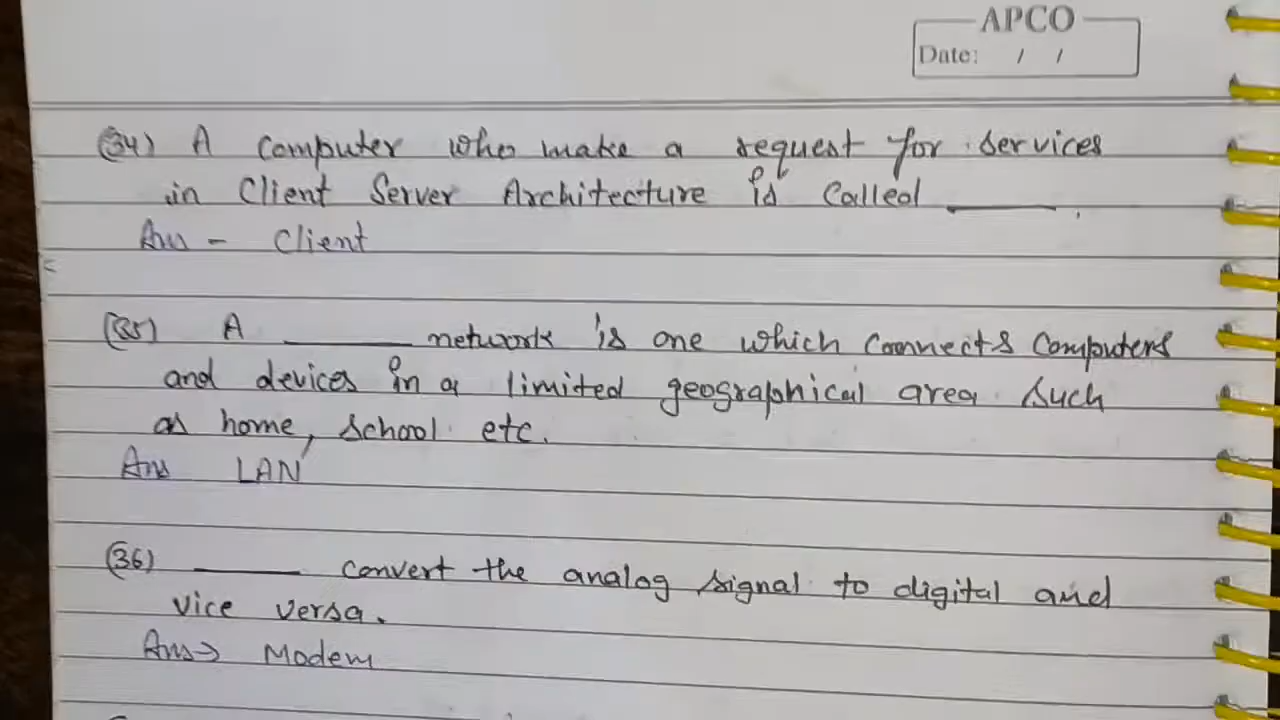 APCO
Date: / /
(34) A computer who make a request for services
in Client Server Architecture is called ______.
Ans - Client
(35) A ______ network is one which connects computers
and devices in a limited geographical area such
as home, school etc.
Ans LAN
(36) ______ convert the analog signal to digital and
vice versa.
Ans→ Modem